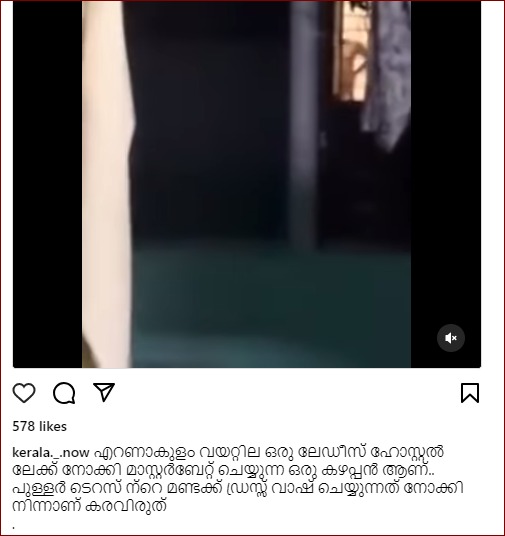 578 likes
kerala._.now എറണാകുളം വയറ്റില ഒരു ലേഡീസ് ഹോസ്റ്റൽ
ലേക്ക് നോക്കി മാസ്റ്റർബേറ്റ് ചെയ്യുന്ന ഒരു കഴപ്പൻ ആണ്..
പുള്ളർ ടെറസ് ന്റെ മണ്ടക്ക് ഡ്രസ്സ് വാഷ് ചെയ്യുന്നത് നോക്കി
നിന്നാണ് കരവിരുത്
.